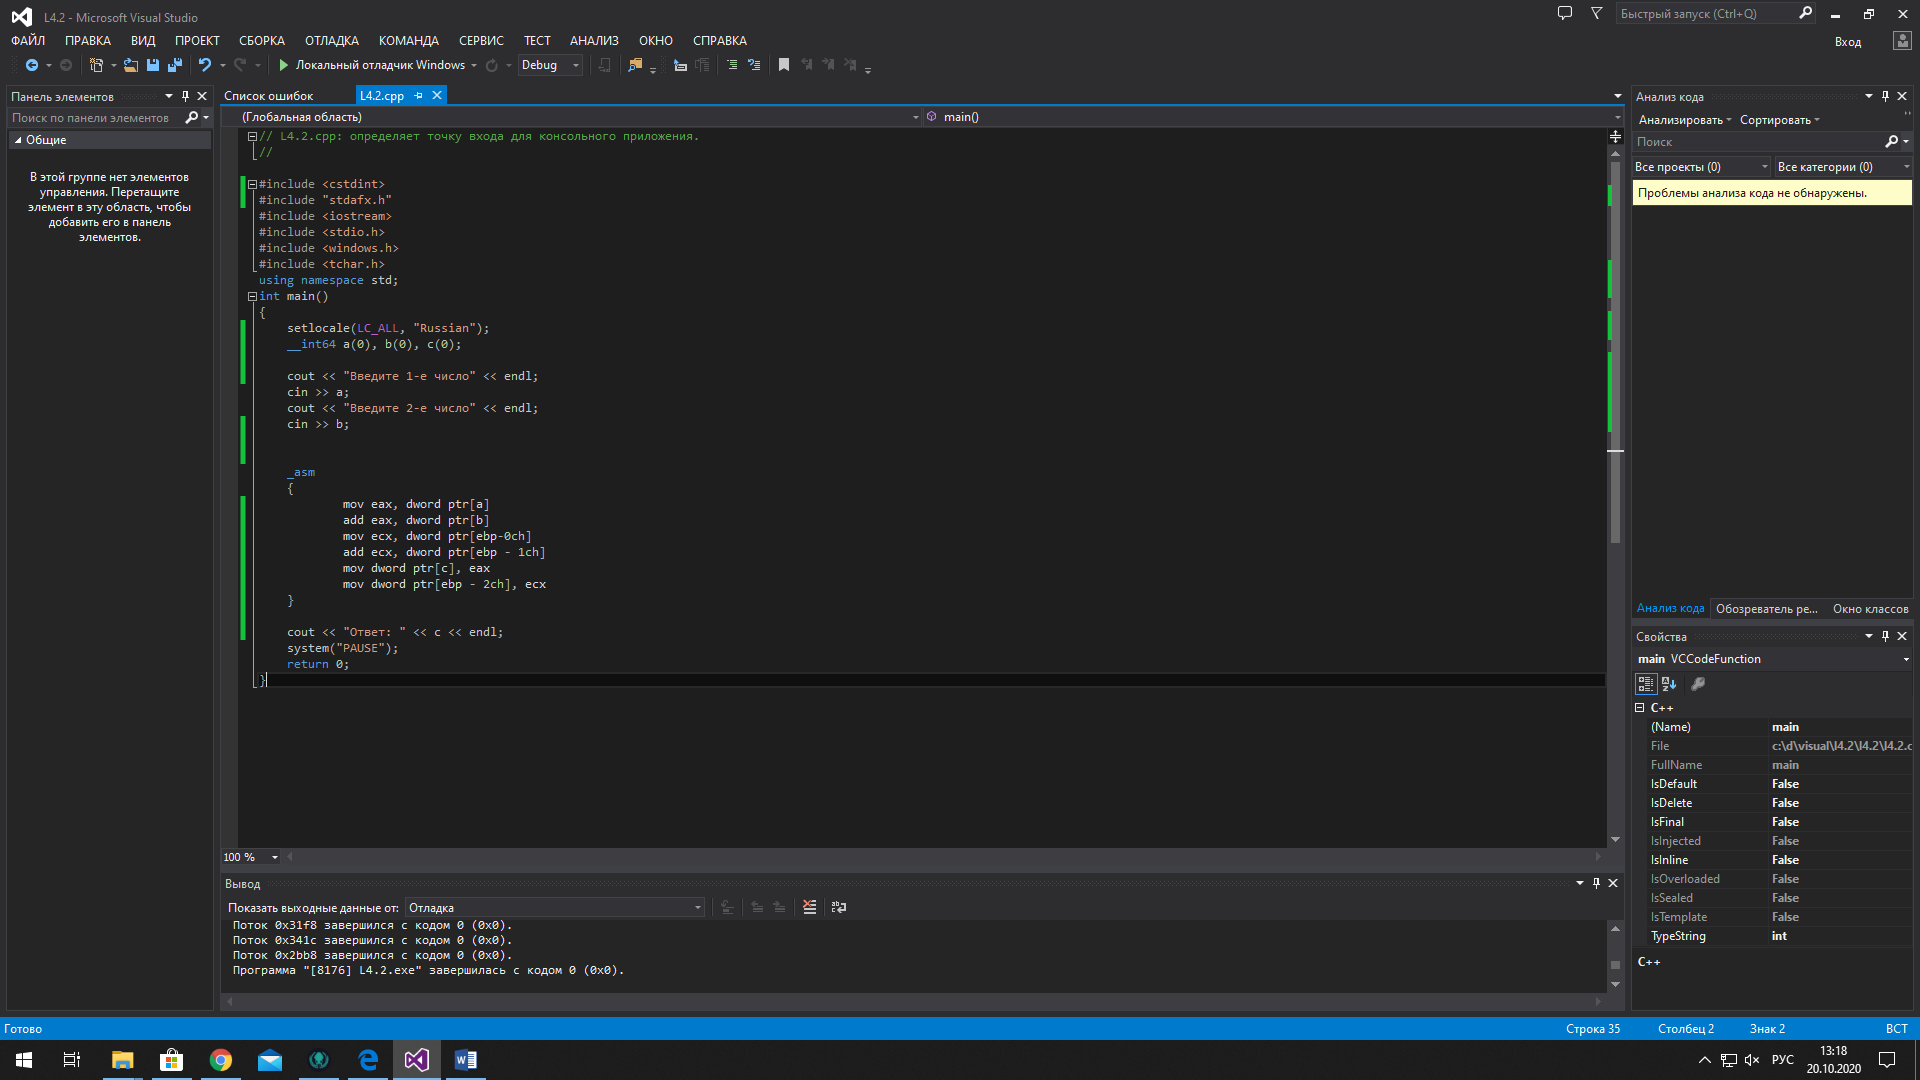 L4.2 - Microsoft Visual Studio
Быстрый запуск (Ctrl+Q)
ФАЙЛ ПРАВКА ВИД ПРОЕКТ СБОРКА ОТЛАДКА КОМАНДА СЕРВИС ТЕСТ АНАЛИЗ ОКНО СПРАВКА
Вход
Локальный отладчик Windows Debug
Панель элементов
Поиск по панели элементов
Общие
В этой группе нет элементов
управления. Перетащите
элемент в эту область, чтобы
добавить его в панель
элементов.
Список ошибок L4.2.cpp
(Глобальная область) main()
// L4.2.cpp: определяет точку входа для консольного приложения.
//
#include <cstdint>
#include "stdafx.h"
#include <iostream>
#include <stdio.h>
#include <windows.h>
#include <tchar.h>
using namespace std;
int main()
{
setlocale(LC_ALL, "Russian");
__int64 a(0), b(0), c(0);
cout << "Введите 1-е число" << endl;
cin >> a;
cout << "Введите 2-е число" << endl;
cin >> b;
_asm
{
mov eax, dword ptr[a]
add eax, dword ptr[b]
mov ecx, dword ptr[ebp-0ch]
add ecx, dword ptr[ebp - 1ch]
mov dword ptr[c], eax
mov dword ptr[ebp - 2ch], ecx
}
cout << "Ответ: " << c << endl;
system("PAUSE");
return 0;
}
100 %
Вывод
Показать выходные данные от: Отладка
Поток 0x31f8 завершился с кодом 0 (0x0).
Поток 0x341c завершился с кодом 0 (0x0).
Поток 0x2bb8 завершился с кодом 0 (0x0).
Программа "[8176] L4.2.exe" завершилась с кодом 0 (0x0).
Анализ кода
Анализировать Сортировать
Поиск
Все проекты (0) Все категории (0)
Проблемы анализа кода не обнаружены.
Анализ кода Обозреватель ре... Окно классов
Свойства
main VCCodeFunction
C++
(Name) main
File c:\d\visual\l4.2\l4.2\l4.2.c
FullName main
IsDefault False
IsDelete False
IsFinal False
IsInjected False
IsInline False
IsOverloaded False
IsSealed False
IsTemplate False
TypeString int
C++
Готово Строка 35 Столбец 2 Знак 2 ВСТ
РУС
13:18
20.10.2020